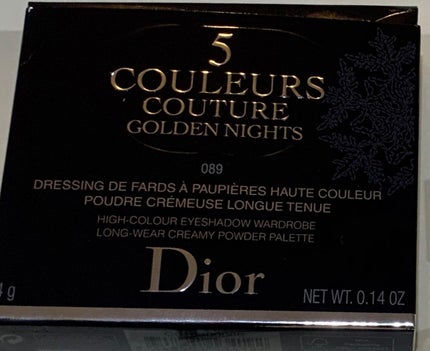 5
COULEURS
COUTURE
GOLDEN NIGHTS
089
DRESSING DE FARDS À PAUPIÈRES HAUTE COULEUR
POUDRE CRÉMEUSE LONGUE TENUE
HIGH-COLOUR EYESHADOW WARDROBE
LONG-WEAR CREAMY POWDER PALETTE
Dior
4 g
NET WT. 0.14 OZ